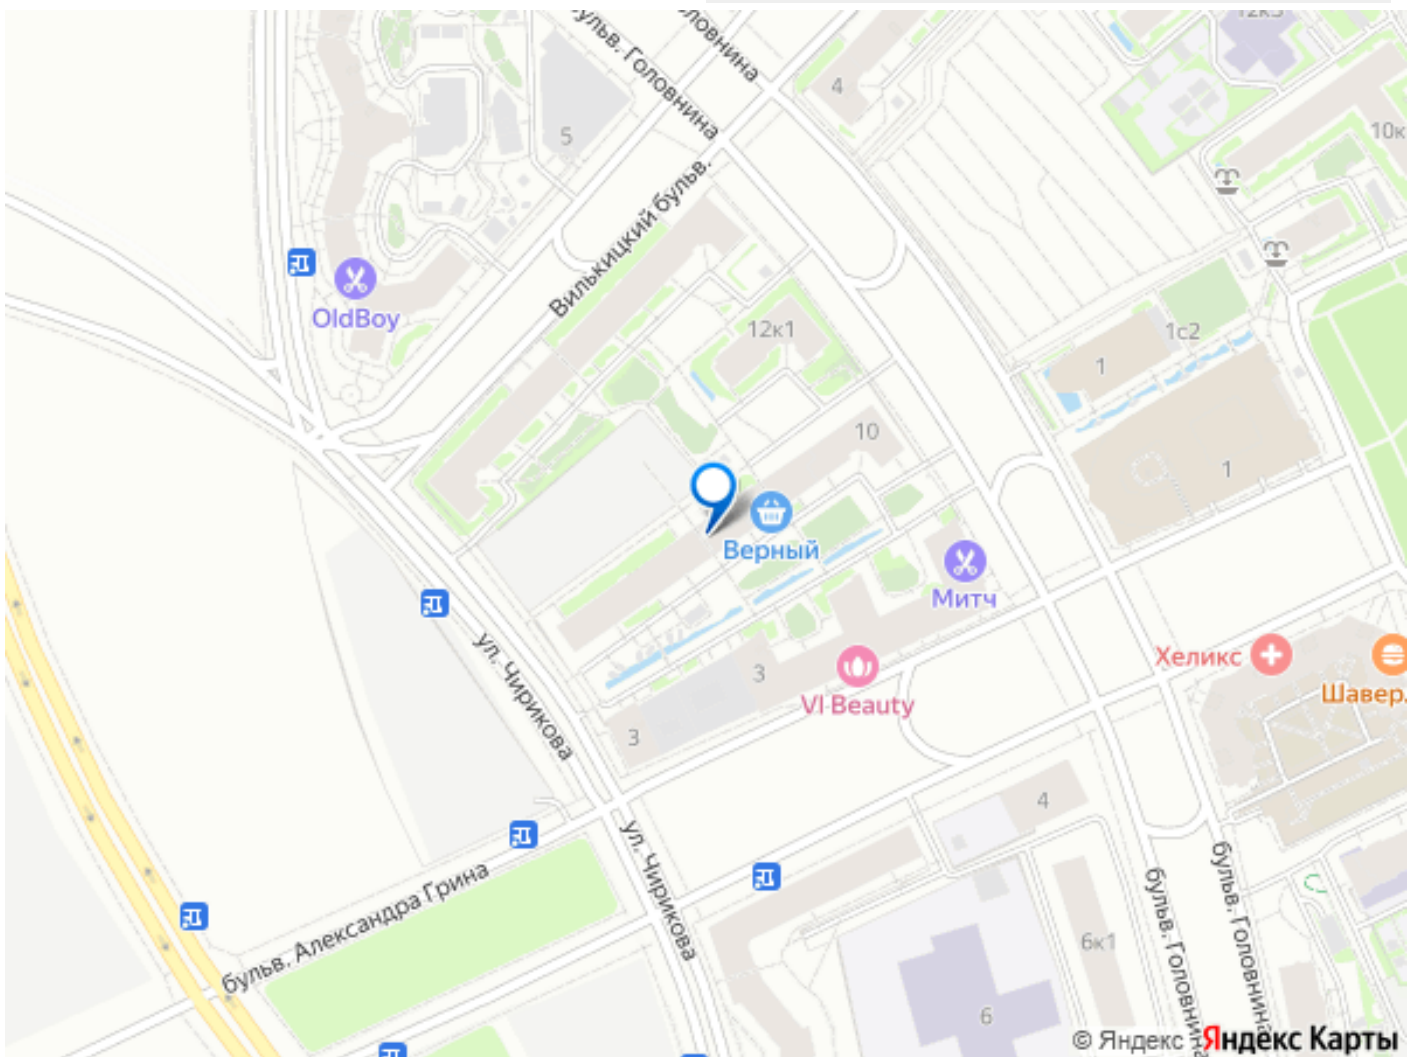 12к3
бульв. Головнина
4
5
10к
Вилькицкий бульв.
OldBoy
12к1
1с2
1
10
1
Верный
Митч
ул. Чирикова
Хеликс
3
VI Beauty
Шавер.
3
4
ул. Чирикова
бульв. Александра Грина
бульв. Головнина
бульв. Головнина
6к1
6
© Яндекс Яндекс Карты